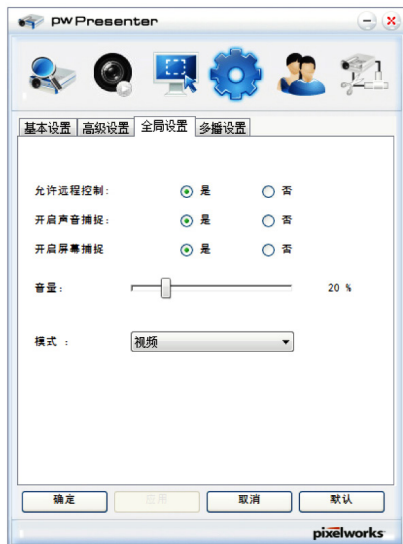 PWPresenter
基本设置 高级设置 全局设置 多播设置
允许远程控制: 是 否
开启声音捕捉: 是 否
开启屏幕捕捉 是 否
音量: 20 %
模式 : 视频
确定 应用 取消 默认
pixelworks